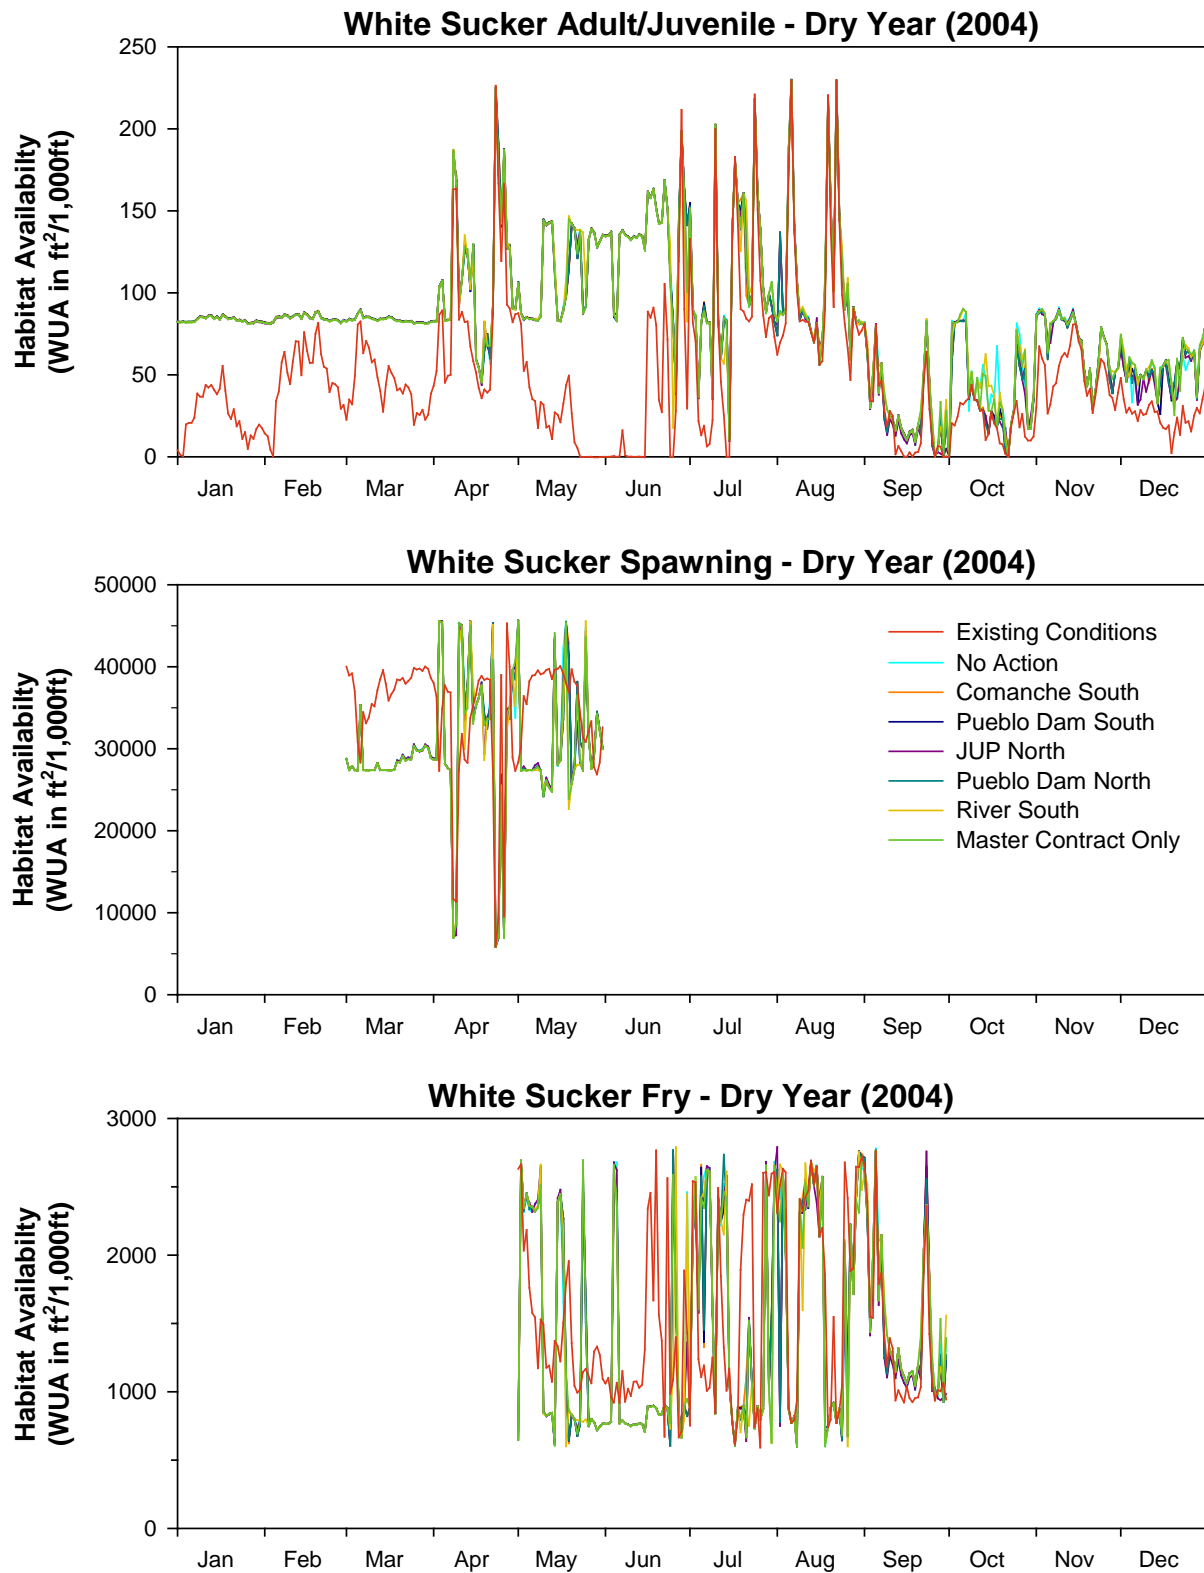 White Sucker Adult/Juvenile - Dry Year (2004)
Habitat Availabilty
(WUA in ft²/1,000ft)
250
200
150
100
50
0
Jan Feb Mar Apr May Jun Jul Aug Sep Oct Nov Dec
White Sucker Spawning - Dry Year (2004)
Habitat Availabilty
(WUA in ft²/1,000ft)
50000
40000
30000
20000
10000
0
Existing Conditions
No Action
Comanche South
Pueblo Dam South
JUP North
Pueblo Dam North
River South
Master Contract Only
Jan Feb Mar Apr May Jun Jul Aug Sep Oct Nov Dec
White Sucker Fry - Dry Year (2004)
Habitat Availabilty
(WUA in ft²/1,000ft)
3000
2000
1000
0
Jan Feb Mar Apr May Jun Jul Aug Sep Oct Nov Dec